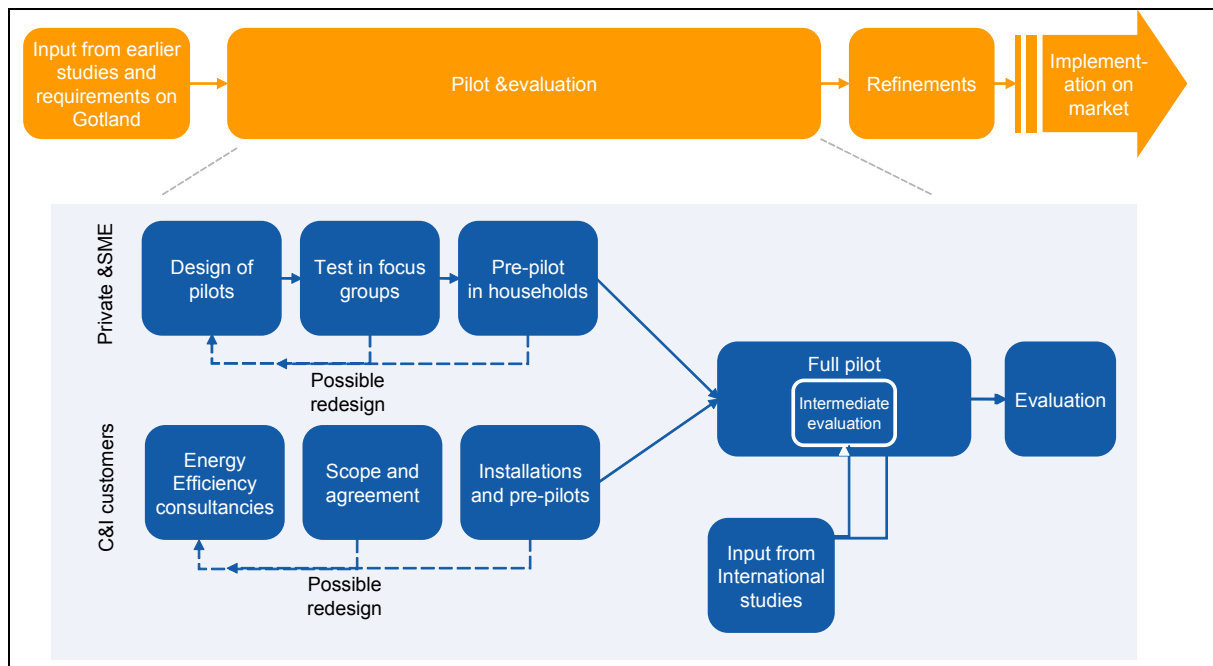 Input from earlier
studies and
requirements on
Gotland
Pilot &evaluation
Refinements
Implement-
ation on
market
Private &SME
Design of
pilots
Test in focus
groups
Pre-pilot
in households
Possible
redesign
Full pilot
Intermediate
evaluation
Evaluation
C&I customers
Energy
Efficiency
consultancies
Scope and
agreement
Installations
and pre-pilots
Possible
redesign
Input from
International
studies